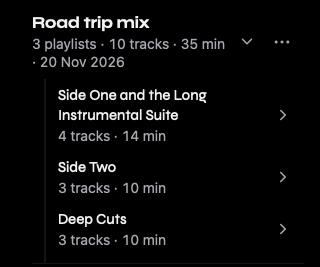 Road trip mix
3 playlists · 10 tracks · 35 min
· 20 Nov 2026
Side One and the Long
Instrumental Suite
4 tracks · 14 min
Side Two
3 tracks · 10 min
Deep Cuts
3 tracks · 10 min